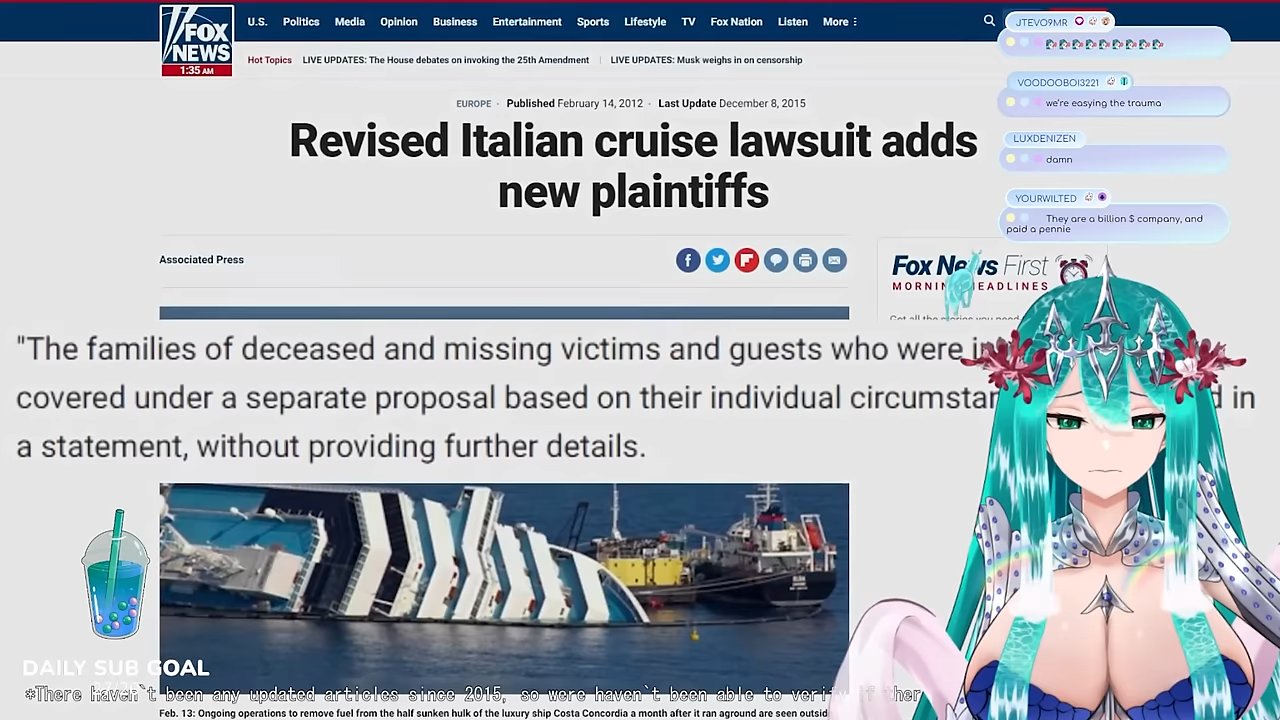 FOX
NEWS
1:35 AM
U.S. Politics Media Opinion Business Entertainment Sports Lifestyle TV Fox Nation Listen More
Hot Topics LIVE UPDATES: The House debates on invoking the 25th Amendment LIVE UPDATES: Musk weighs in on censorship
EUROPE · Published February 14, 2012 · Last Update December 8, 2015
Revised Italian cruise lawsuit adds
new plaintiffs
Associated Press
JTEVO9MR
VOODOOBOI3221
we're easying the trauma
LUXDENIZEN
damn
YOURWILTED
They are a billion $ company, and
paid a pennie
Fox News First
MORNING HEADLINES
Get all the stories you need
"The families of deceased and missing victims and guests who were
covered under a separate proposal based on their individual in
a statement, without providing further details.
DAILY SUB GOAL
*There haven`t been any updated articles since 2015, so were haven`t been able to
Feb. 13: Ongoing operations to remove fuel from the half sunken hulk of the luxury ship Costa Concordia a month after it ran aground are seen